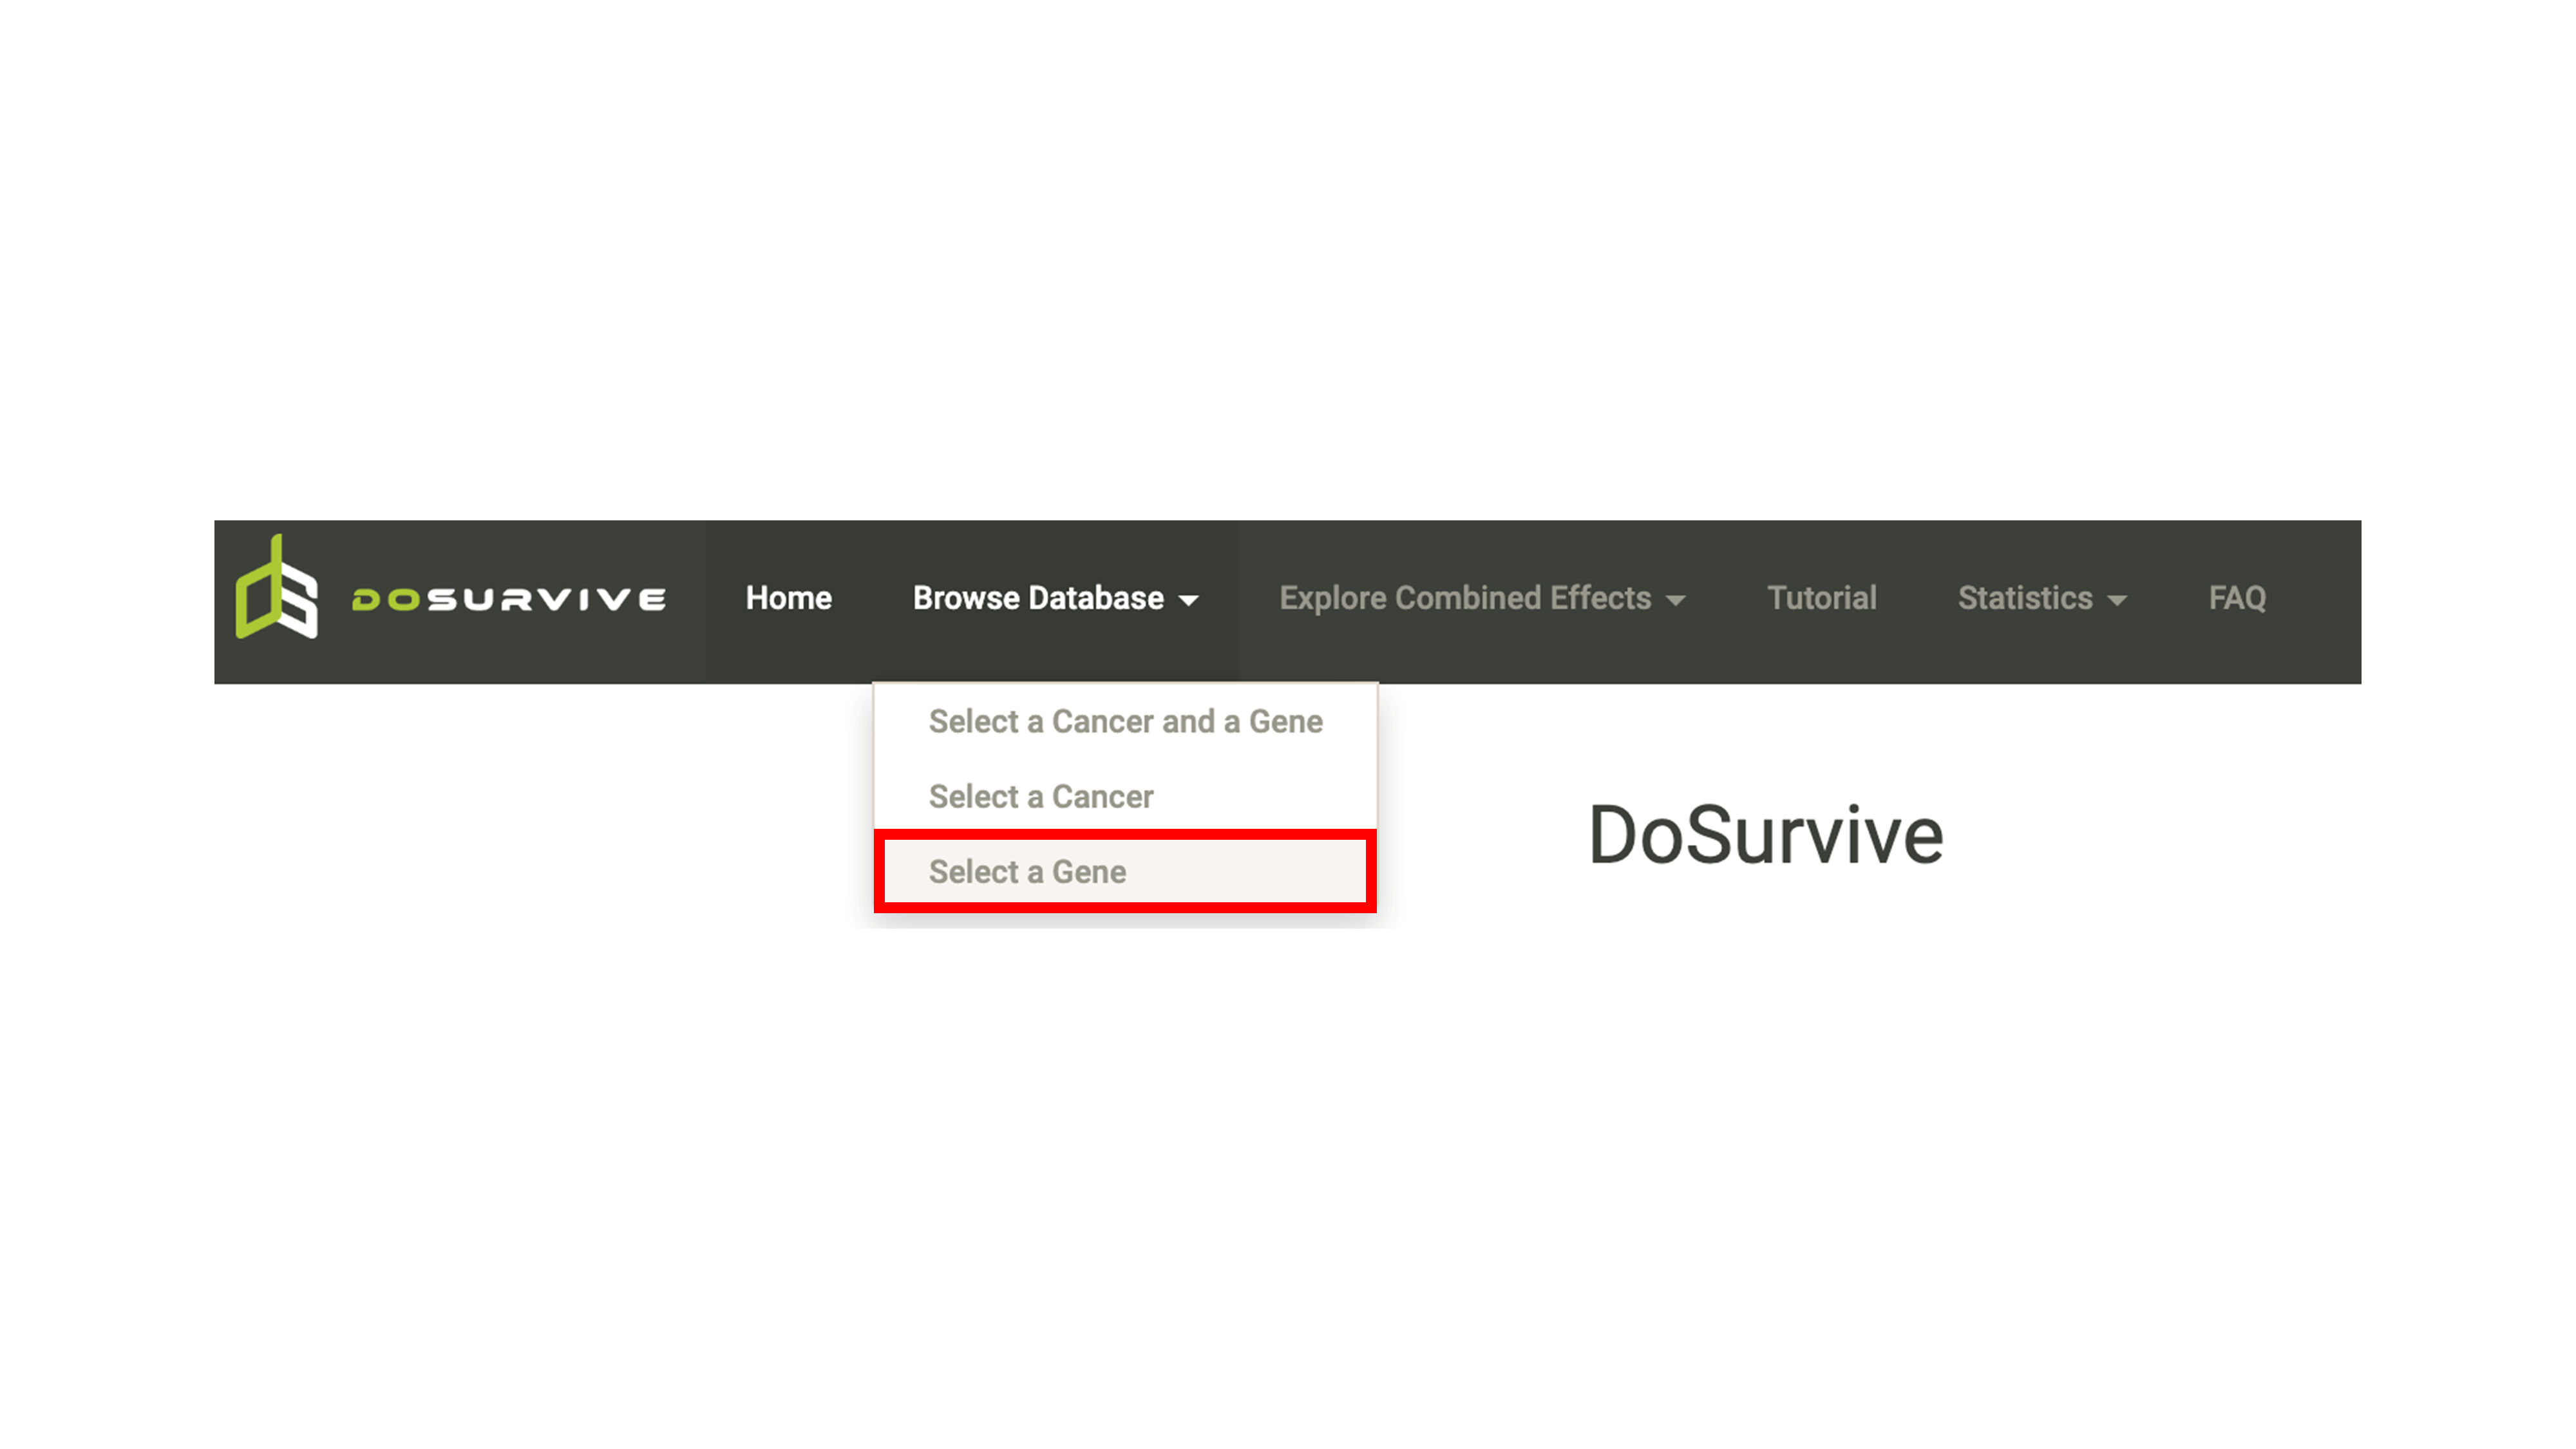 DOSURVIVE Home Browse Database Explore Combined Effects Tutorial Statistics FAQ
Select a Cancer and a Gene
Select a Cancer
Select a Gene
DoSurvive